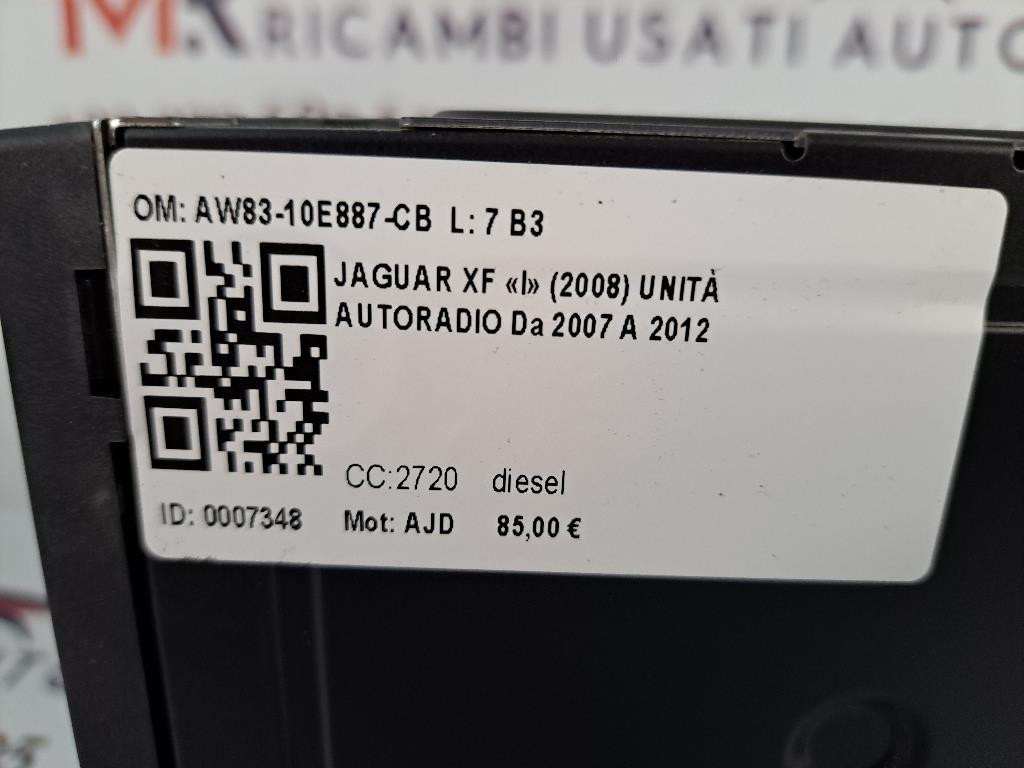 RICAMBI USATI AUTO
OM: AW83-10E887-CB L: 7 B3
JAGUAR XF «I» (2008) UNITÀ
AUTORADIO Da 2007 A 2012
CC:2720 diesel
ID: 0007348 Mot: AJD 85,00 €